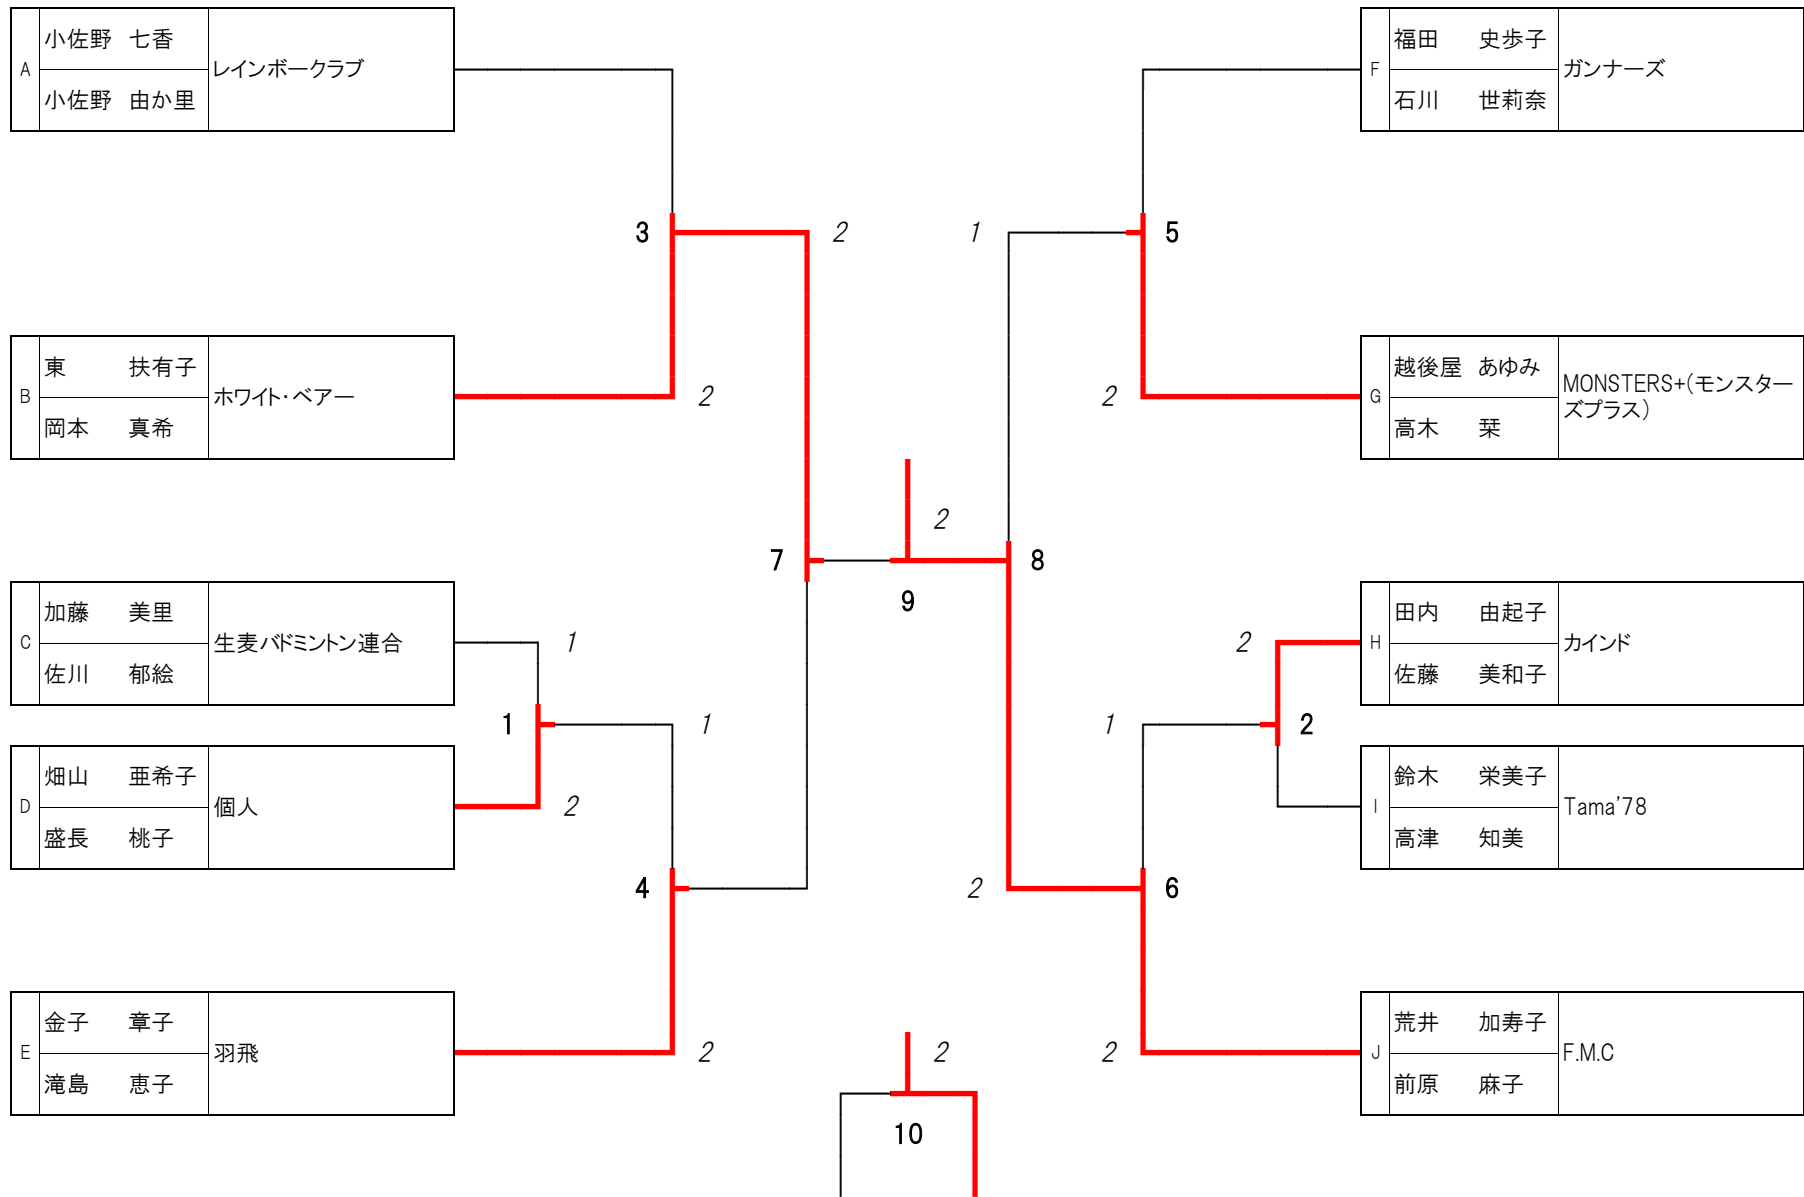 A
小佐野 七香
小佐野 由か里
レインボークラブ
B
東 扶有子
岡本 真希
ホワイト・ベアー
C
加藤 美里
佐川 郁絵
生麦バドミントン連合
D
畑山 亜希子
盛長 桃子
個人
E
金子 章子
滝島 恵子
羽飛
3
2
2
7
1
1
1
2
4
2
2
9
2
10
1
5
2
8
2
1
2
2
6
2
F
福田 史歩子
石川 世莉奈
ガンナーズ
G
越後屋 あゆみ
高木 栞
MONSTERS+(モンスター
ズプラス)
H
田内 由起子
佐藤 美和子
カインド
I
鈴木 栄美子
高津 知美
Tama'78
J
荒井 加寿子
前原 麻子
F.M.C